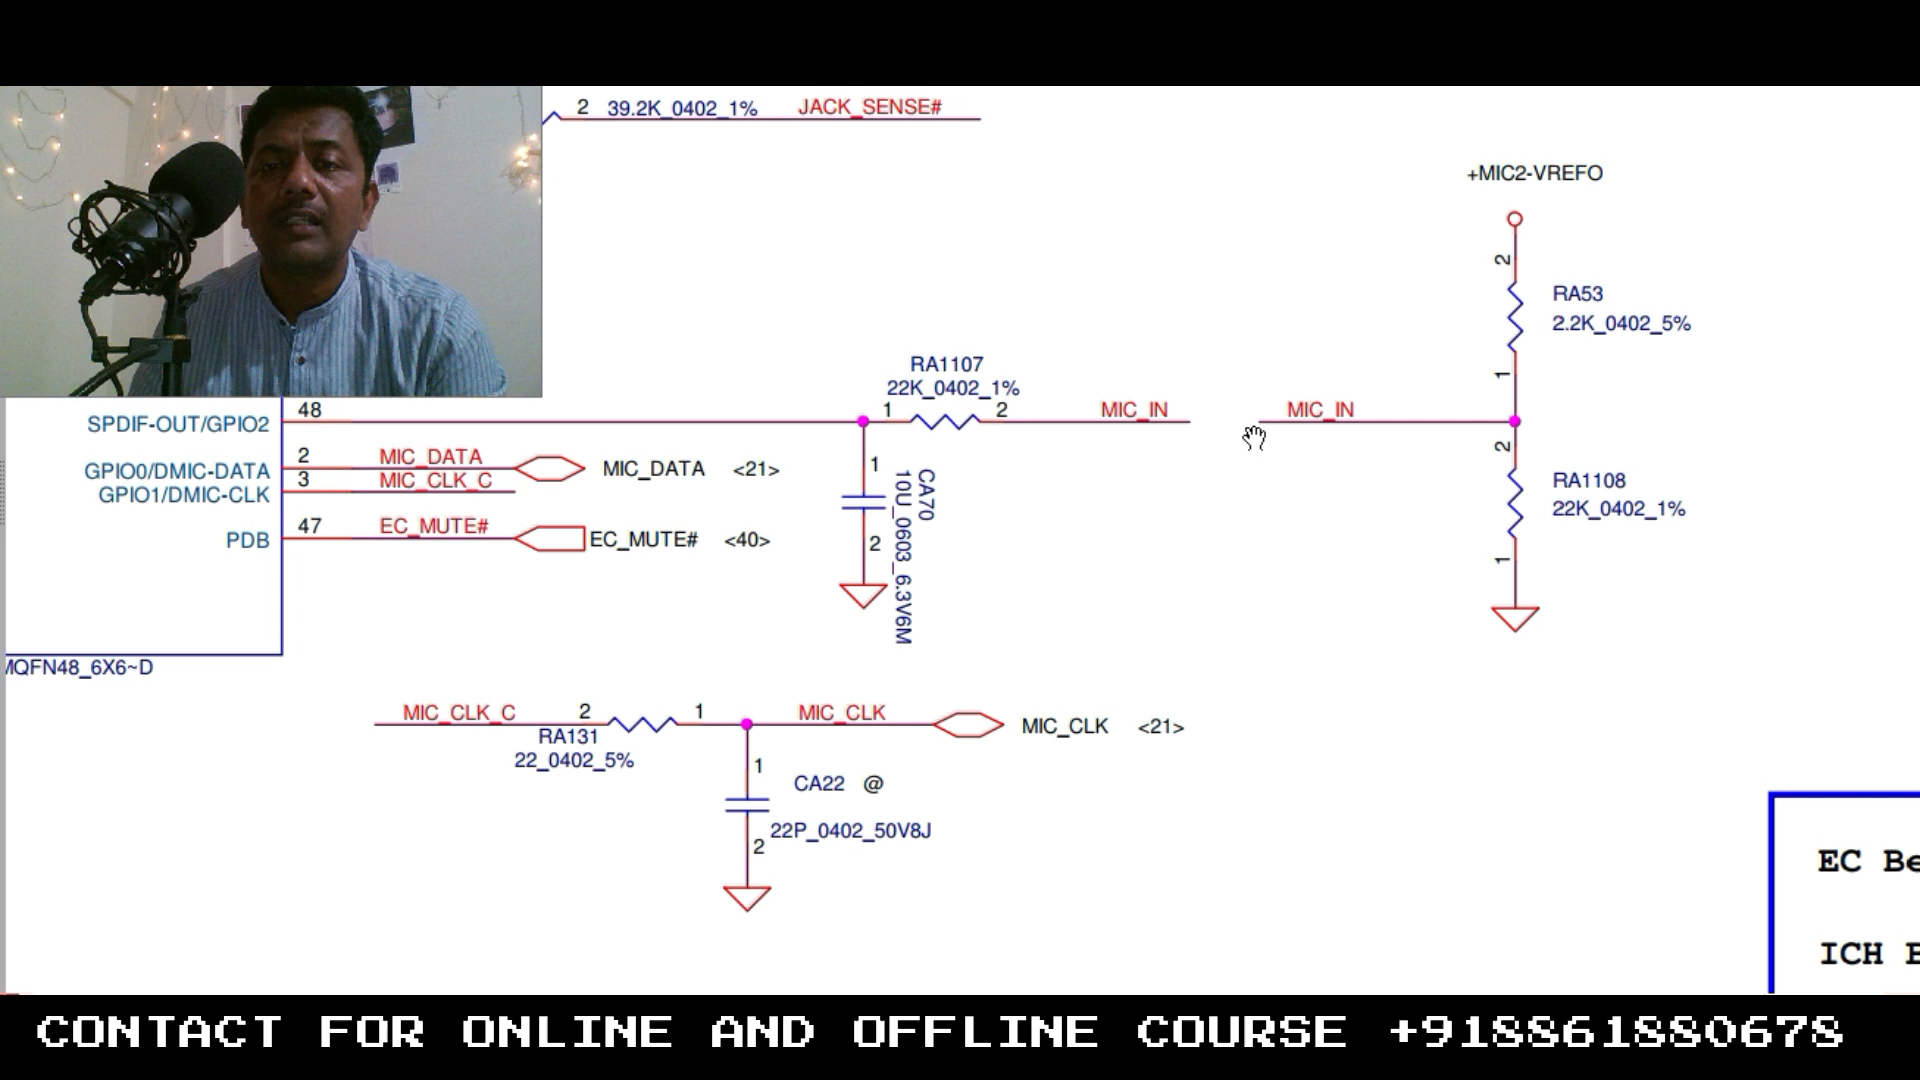 2 39.2K_0402_1% JACK_SENSE#
+MIC2-VREFO
2
RA53
2.2K_0402_5%
1
RA1107
22K_0402_1%
SPDIF-OUT/GPIO2 48
1 2 MIC_IN
MIC_IN
2
RA1108
22K_0402_1%
1
GPIO0/DMIC-DATA 2 MIC_DATA MIC_DATA <21>
GPIO1/DMIC-CLK 3 MIC_CLK_C
PDB 47 EC_MUTE# EC_MUTE# <40>
1
CA70
10U_0603_6.3V6M
2
MQFN48_6X6~D
MIC_CLK_C 2 1 MIC_CLK MIC_CLK <21>
RA131
22_0402_5%
1
CA22 @
22P_0402_50V8J
2
EC Be
ICH
CONTACT FOR ONLINE AND OFFLINE COURSE +918861880678